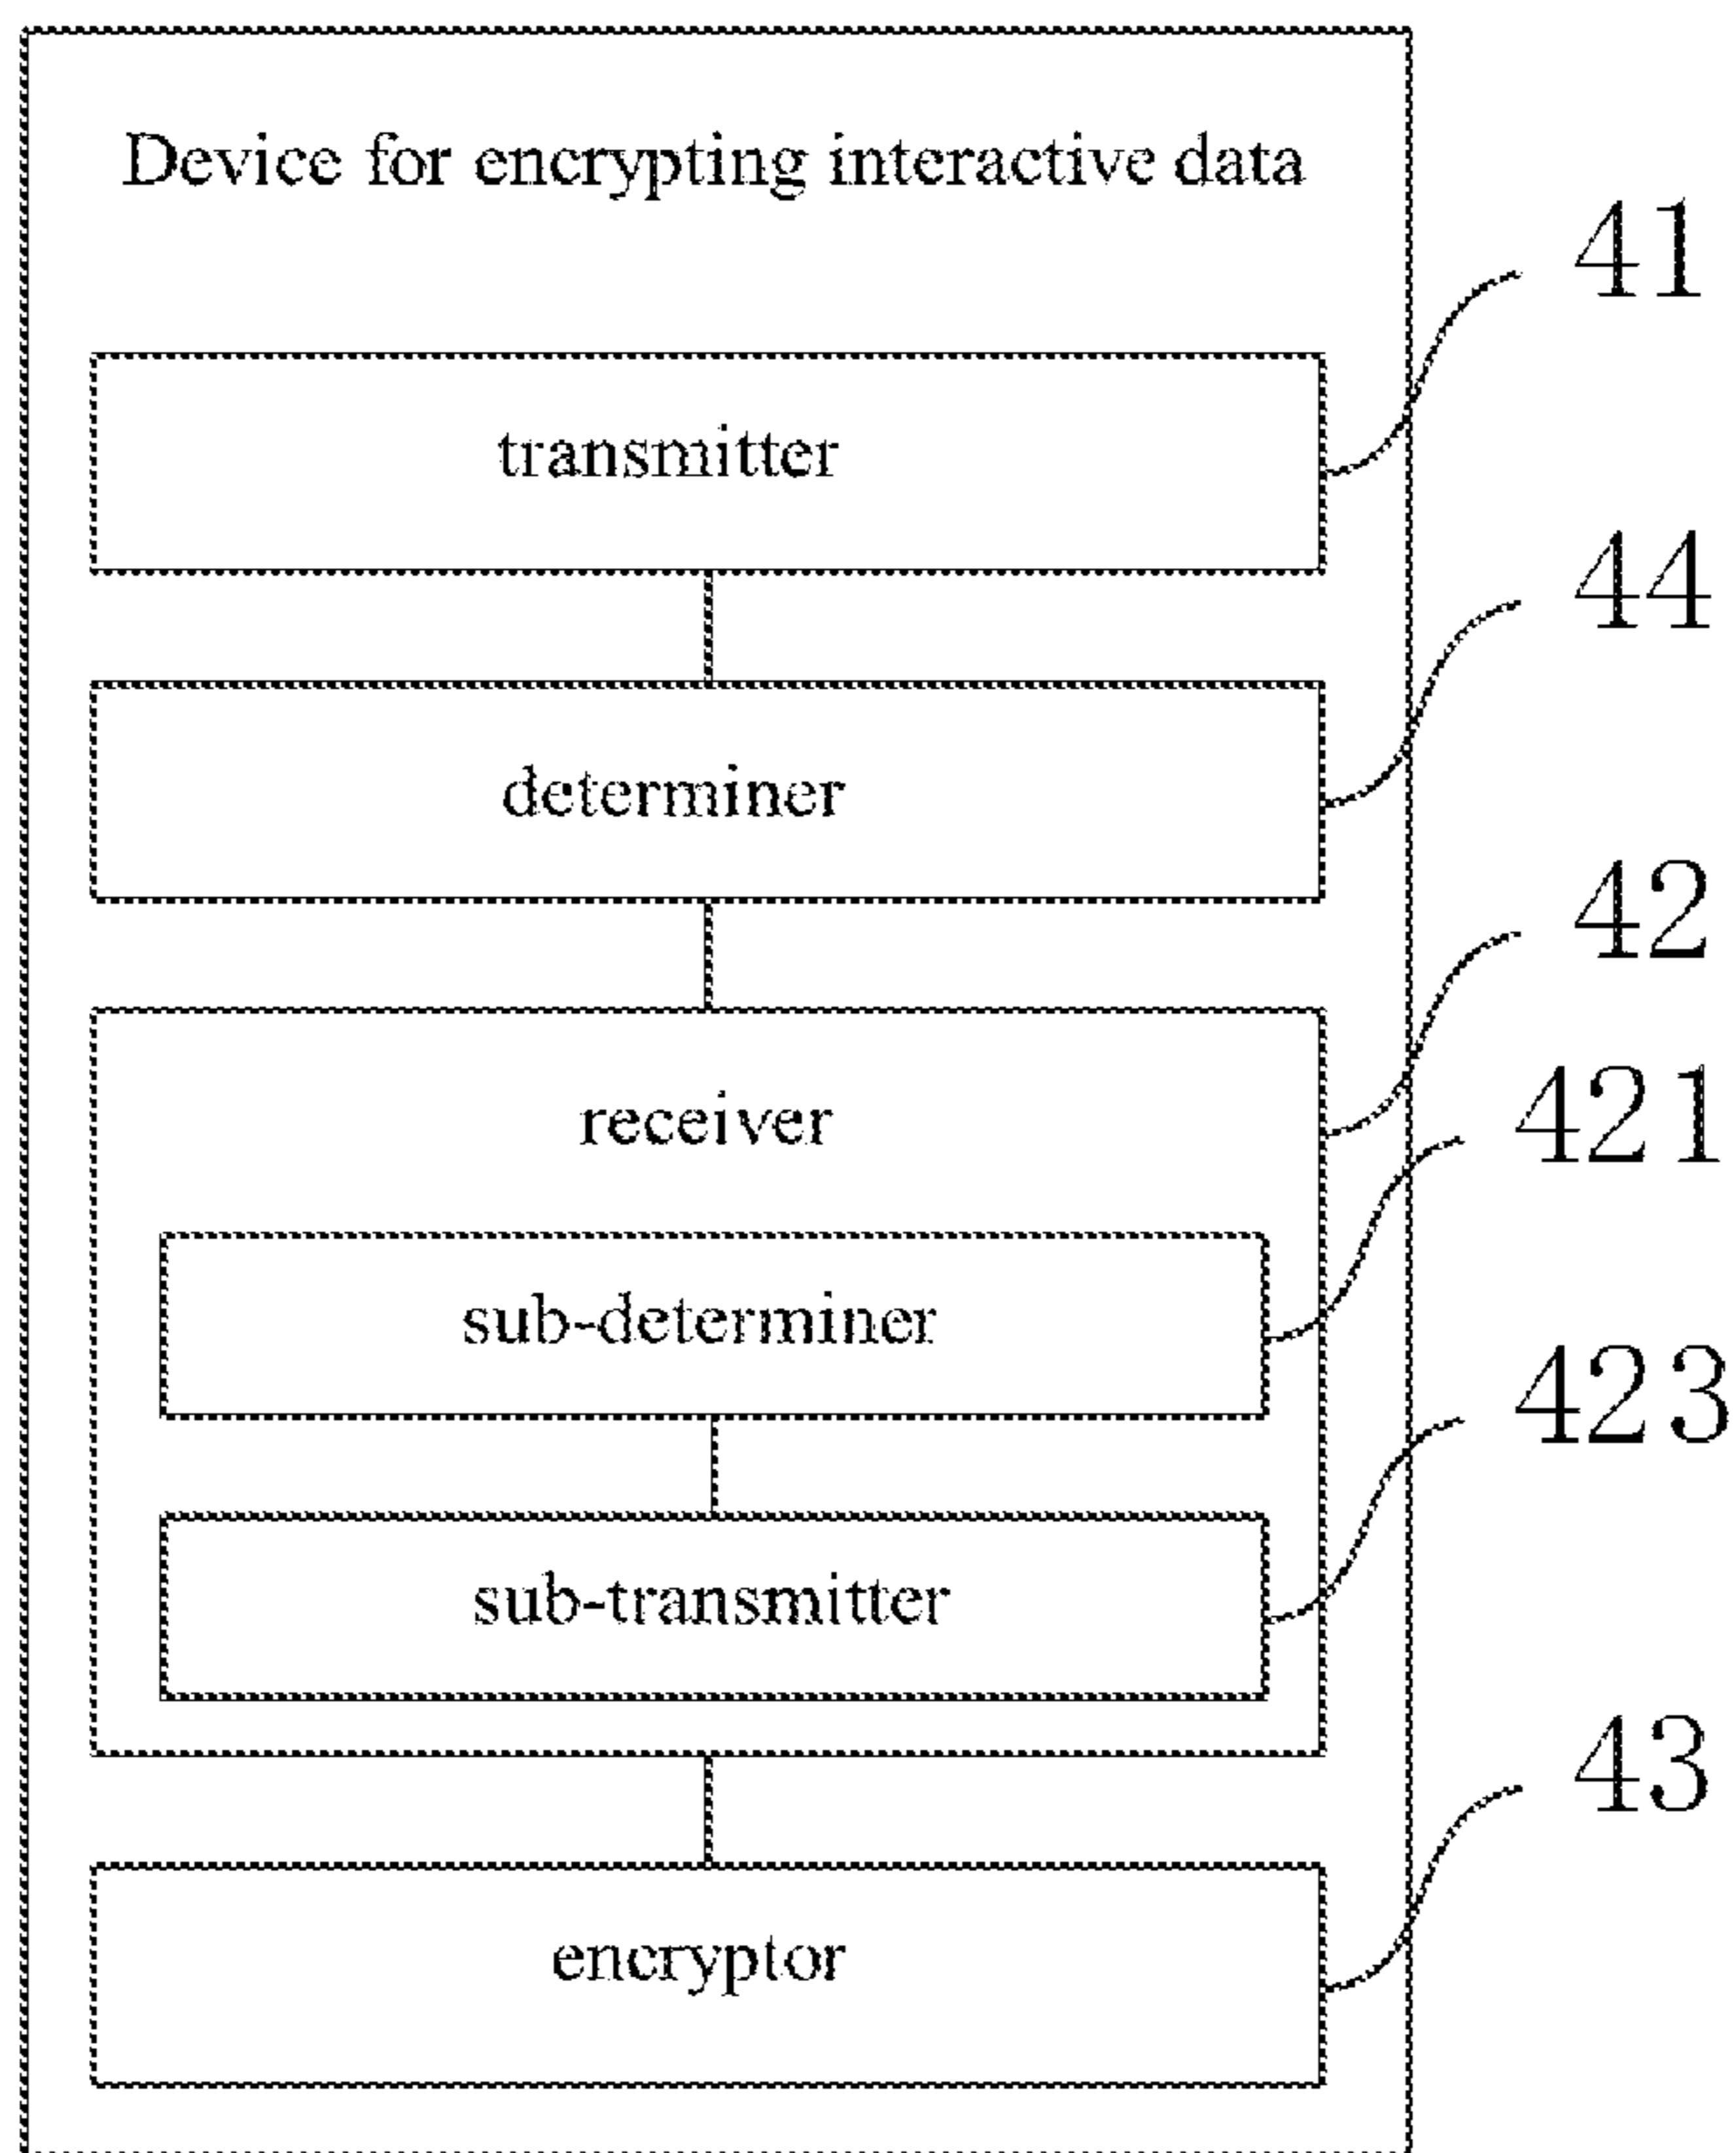 Device for encrypting interactive data
41
transmitter
44
determiner
42
receiver
421
sub-determiner
423
sub-transmitter
43
encryptor